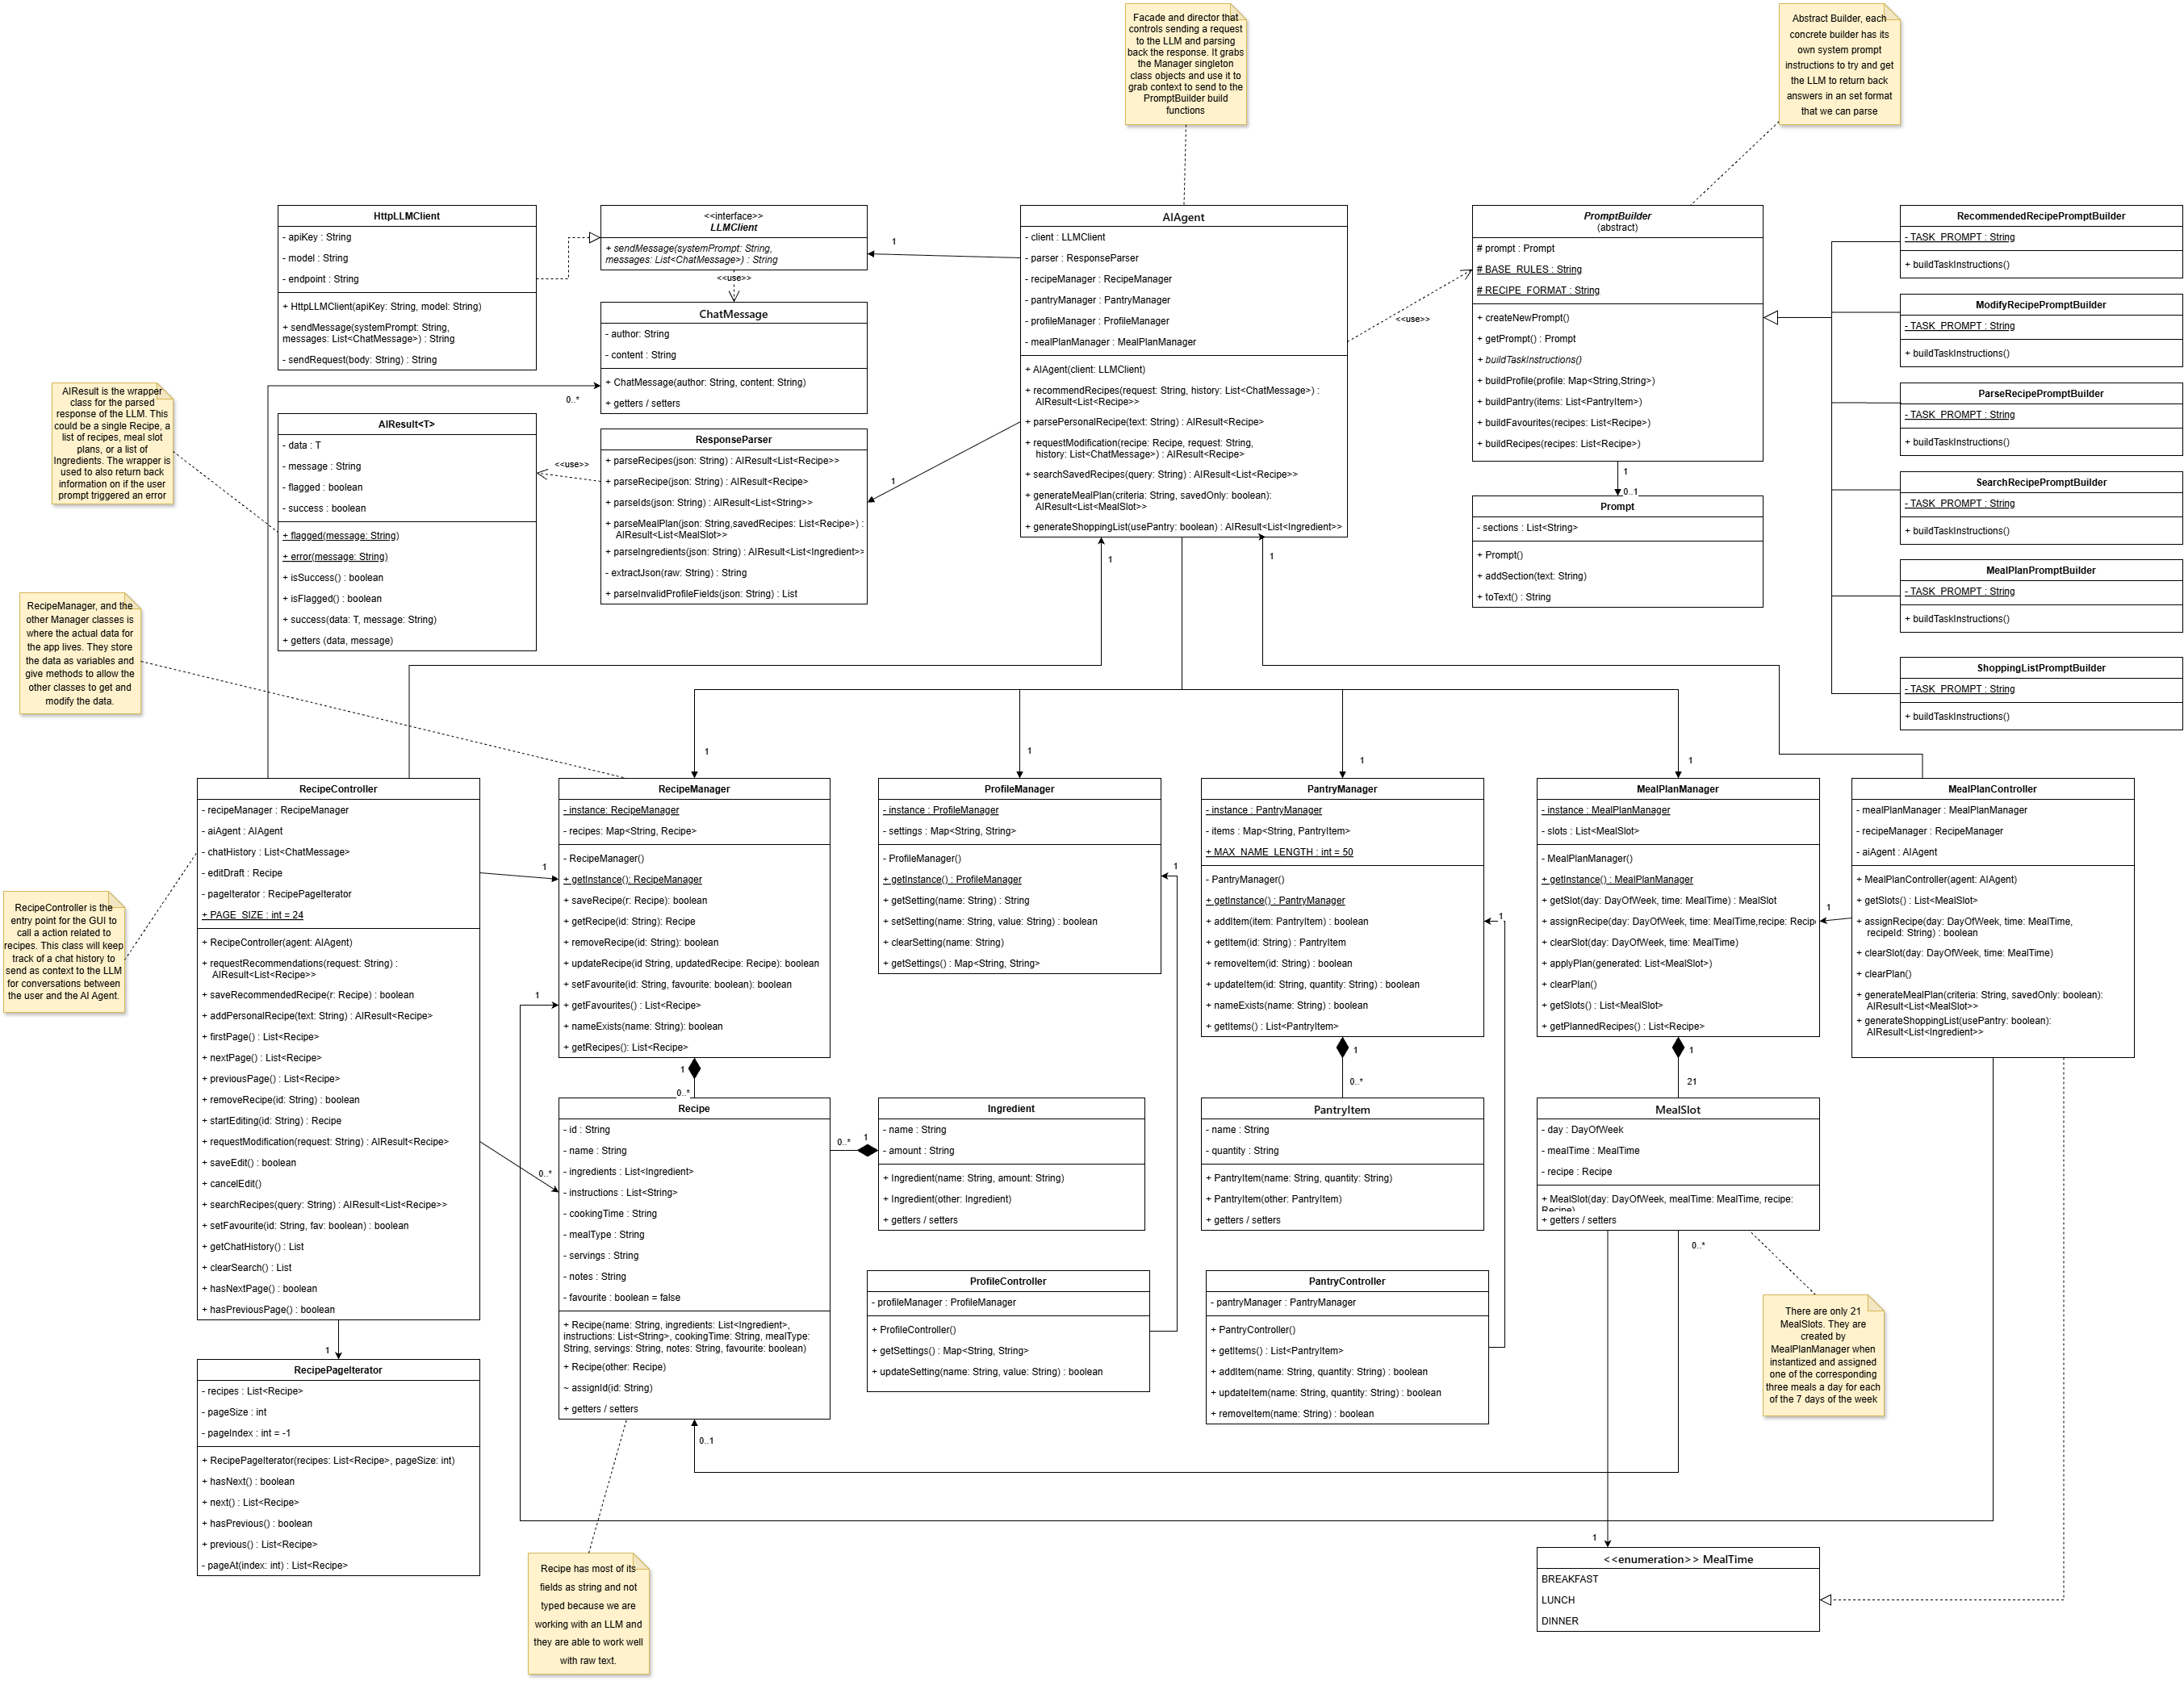 Facade and director that
controls sending a request
to the LLM and parsing
back the response. It grabs
the Manager singleton
class objects and use it to
grab context to send to the
PromptBuilder build
functions
Abstract Builder, each
concrete builder has its
own system prompt
instructions to try and get
the LLM to return back
answers in an set format
that we can parse
HttpLLMClient
- apiKey : String
- model : String
- endpoint : String
+ HttpLLMClient(apiKey: String, model: String)
+ sendMessage(systemPrompt: String,
messages: List<ChatMessage>) : String
- sendRequest(body: String) : String
<<interface>>
LLMClient
+ sendMessage(systemPrompt: String,
messages: List<ChatMessage>) : String
<<use>>
1
ChatMessage
- author: String
- content : String
+ ChatMessage(author: String, content: String)
+ getters / setters
0..*
AIAgent
- client : LLMClient
- parser : ResponseParser
- recipeManager : RecipeManager
- pantryManager : PantryManager
- profileManager : ProfileManager
- mealPlanManager : MealPlanManager
+ AIAgent(client: LLMClient)
+ recommendRecipes(request: String, history: List<ChatMessage>) :
AIResult<List<Recipe>>
+ parsePersonalRecipe(text: String) : AIResult<Recipe>
+ requestModification(recipe: Recipe, request: String,
history: List<ChatMessage>) : AIResult<Recipe>
+ searchSavedRecipes(query: String) : AIResult<List<Recipe>>
+ generateMealPlan(criteria: String, savedOnly: boolean):
AIResult<List<MealSlot>>
+ generateShoppingList(usePantry: boolean) : AIResult<List<Ingredient>>
<<use>>
PromptBuilder
(abstract)
# prompt : Prompt
# BASE_RULES : String
# RECIPE_FORMAT : String
+ createNewPrompt()
+ getPrompt() : Prompt
+ buildTaskInstructions()
+ buildProfile(profile: Map<String,String>)
+ buildPantry(items: List<PantryItem>)
+ buildFavourites(recipes: List<Recipe>)
+ buildRecipes(recipes: List<Recipe>)
1
0..1
Prompt
- sections : List<String>
+ Prompt()
+ addSection(text: String)
+ toText() : String
RecommendedRecipePromptBuilder
- TASK_PROMPT : String
+ buildTaskInstructions()
ModifyRecipePromptBuilder
- TASK_PROMPT : String
+ buildTaskInstructions()
ParseRecipePromptBuilder
- TASK_PROMPT : String
+ buildTaskInstructions()
SearchRecipePromptBuilder
- TASK_PROMPT : String
+ buildTaskInstructions()
MealPlanPromptBuilder
- TASK_PROMPT : String
+ buildTaskInstructions()
ShoppingListPromptBuilder
- TASK_PROMPT : String
+ buildTaskInstructions()
AIResult is the wrapper
class for the parsed
response of the LLM. This
could be a single Recipe, a
list of recipes, meal slot
plans, or a list of
Ingredients. The wrapper is
used to also return back
information on if the user
prompt triggered an error
AIResult<T>
- data : T
- message : String
- flagged : boolean
- success : boolean
+ flagged(message: String)
+ error(message: String)
+ isSuccess() : boolean
+ isFlagged() : boolean
+ success(data: T, message: String)
+ getters (data, message)
<<use>>
ResponseParser
+ parseRecipes(json: String) : AIResult<List<Recipe>>
+ parseRecipe(json: String) : AIResult<Recipe>
+ parseIds(json: String) : AIResult<List<String>>
+ parseMealPlan(json: String,savedRecipes: List<Recipe>) :
AIResult<List<MealSlot>>
+ parseIngredients(json: String) : AIResult<List<Ingredient>>
- extractJson(raw: String) : String
+ parseInvalidProfileFields(json: String) : List
1
1
1
RecipeManager, and the
other Manager classes is
where the actual data for
the app lives. They store
the data as variables and
give methods to allow the
other classes to get and
modify the data.
1
1
1
1
RecipeController
- recipeManager : RecipeManager
- aiAgent : AIAgent
- chatHistory : List<ChatMessage>
- editDraft : Recipe
- pageIterator : RecipePageIterator
+ PAGE_SIZE : int = 24
+ RecipeController(agent: AIAgent)
+ requestRecommendations(request: String) :
AIResult<List<Recipe>>
+ saveRecommendedRecipe(r: Recipe) : boolean
+ addPersonalRecipe(text: String) : AIResult<Recipe>
+ firstPage() : List<Recipe>
+ nextPage() : List<Recipe>
+ previousPage() : List<Recipe>
+ removeRecipe(id: String) : boolean
+ startEditing(id: String) : Recipe
+ requestModification(request: String) : AIResult<Recipe>
+ saveEdit() : boolean
+ cancelEdit()
+ searchRecipes(query: String) : AIResult<List<Recipe>>
+ setFavourite(id: String, fav: boolean) : boolean
+ getChatHistory() : List
+ clearSearch() : List
+ hasNextPage() : boolean
+ hasPreviousPage() : boolean
RecipeController is the
entry point for the GUI to
call a action related to
recipes. This class will keep
track of a chat history to
send as context to the LLM
for conversations between
the user and the AI Agent.
1
RecipeManager
- instance: RecipeManager
- recipes: Map<String, Recipe>
- RecipeManager()
+ getInstance(): RecipeManager
+ saveRecipe(r: Recipe): boolean
+ getRecipe(id: String): Recipe
+ removeRecipe(id: String): boolean
+ updateRecipe(id String, updatedRecipe: Recipe): boolean
+ setFavourite(id: String, favourite: boolean): boolean
+ getFavourites() : List<Recipe>
+ nameExists(name: String): boolean
+ getRecipes(): List<Recipe>
1
ProfileManager
- instance : ProfileManager
- settings : Map<String, String>
- ProfileManager()
+ getInstance() : ProfileManager
+ getSetting(name: String) : String
+ setSetting(name: String, value: String) : boolean
+ clearSetting(name: String)
+ getSettings() : Map<String, String>
1
PantryManager
- instance : PantryManager
- items : Map<String, PantryItem>
+ MAX_NAME_LENGTH : int = 50
- PantryManager()
+ getInstance() : PantryManager
+ addItem(item: PantryItem) : boolean
+ getItem(id: String) : PantryItem
+ removeItem(id: String) : boolean
+ updateItem(id: String, quantity: String) : boolean
+ nameExists(name: String) : boolean
+ getItems() : List<PantryItem>
1
MealPlanManager
- instance : MealPlanManager
- slots : List<MealSlot>
- MealPlanManager()
+ getInstance() : MealPlanManager
+ getSlot(day: DayOfWeek, time: MealTime) : MealSlot
+ assignRecipe(day: DayOfWeek, time: MealTime,recipe: Recip
+ clearSlot(day: DayOfWeek, time: MealTime)
+ applyPlan(generated: List<MealSlot>)
+ clearPlan()
+ getSlots() : List<MealSlot>
+ getPlannedRecipes() : List<Recipe>
1
MealPlanController
- mealPlanManager : MealPlanManager
- recipeManager : RecipeManager
- aiAgent : AIAgent
+ MealPlanController(agent: AIAgent)
+ getSlots() : List<MealSlot>
+ assignRecipe(day: DayOfWeek, time: MealTime,
recipeId: String) : boolean
+ clearSlot(day: DayOfWeek, time: MealTime)
+ clearPlan()
+ generateMealPlan(criteria: String, savedOnly: boolean):
AIResult<List<MealSlot>>
+ generateShoppingList(usePantry: boolean):
AIResult<List<Ingredient>>
1
0..*
1
0..*
1
21
0..*
Recipe
- id : String
- name : String
- ingredients : List<Ingredient>
- instructions : List<String>
- cookingTime : String
- mealType : String
- servings : String
- notes : String
- favourite : boolean = false
+ Recipe(name: String, ingredients: List<Ingredient>,
instructions: List<String>, cookingTime: String, mealType:
String, servings: String, notes: String, favourite: boolean)
+ Recipe(other: Recipe)
~ assignId(id: String)
+ getters / setters
0..*
1
Ingredient
- name : String
- amount : String
+ Ingredient(name: String, amount: String)
+ Ingredient(other: Ingredient)
+ getters / setters
PantryItem
- name : String
- quantity : String
+ PantryItem(name: String, quantity: String)
+ PantryItem(other: PantryItem)
+ getters / setters
MealSlot
- day : DayOfWeek
- mealTime : MealTime
- recipe : Recipe
+ MealSlot(day: DayOfWeek, mealTime: MealTime, recipe:
Recipe)
+ getters / setters
0..*
ProfileController
- profileManager : ProfileManager
+ ProfileController()
+ getSettings() : Map<String, String>
+ updateSetting(name: String, value: String) : boolean
PantryController
- pantryManager : PantryManager
+ PantryController()
+ getItems() : List<PantryItem>
+ addItem(name: String, quantity: String) : boolean
+ updateItem(name: String, quantity: String) : boolean
+ removeItem(name: String) : boolean
There are only 21
MealSlots. They are
created by
MealPlanManager when
instantized and assigned
one of the corresponding
three meals a day for each
of the 7 days of the week
1
RecipePageIterator
- recipes : List<Recipe>
- pageSize : int
- pageIndex : int = -1
+ RecipePageIterator(recipes: List<Recipe>, pageSize: int)
+ hasNext() : boolean
+ next() : List<Recipe>
+ hasPrevious() : boolean
+ previous() : List<Recipe>
- pageAt(index: int) : List<Recipe>
0..1
Recipe has most of its
fields as string and not
typed because we are
working with an LLM and
they are able to work well
with raw text.
1
<<enumeration>> MealTime
BREAKFAST
LUNCH
DINNER